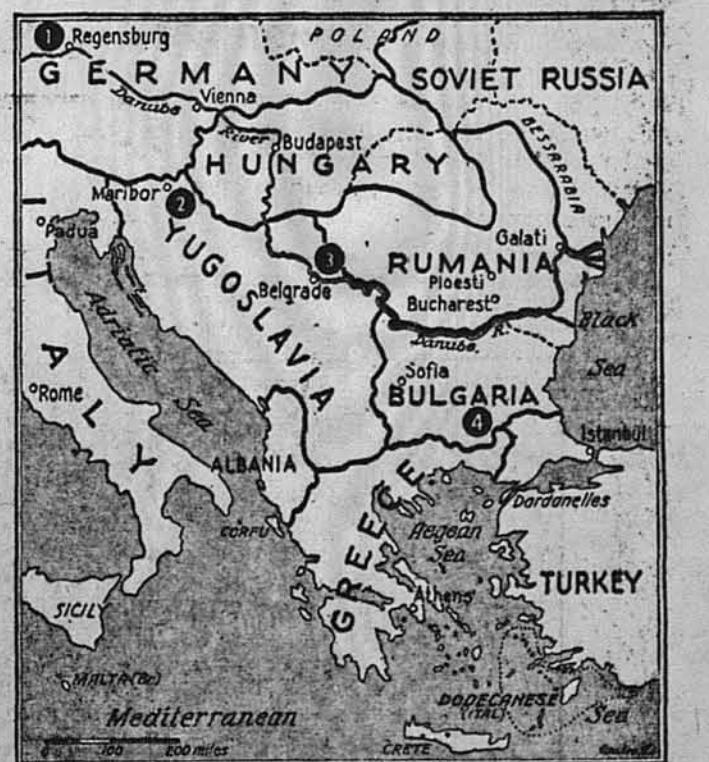 1
Regensburg
POLAND
GERMANY
SOVIET RUSSIA
Danube
Vienna
River
Budapest
BESSARABIA
HUNGARY
Maribor
2
Padua
YUGOSLAVIA
3
Galati
RUMANIA
Ploesti
Belgrade
Bucharest
Adriatic
Sea
Danube R.
Black
Sea
Sofia
BULGARIA
Rome
ITALY
4
Istanbul
ALBANIA
Dardanelles
CORFU
GREECE
Aegean
Sea
TURKEY
Athens
SICILY
MALTA (Br.)
DODECANESE
(ITAL)
Mediterranean
Sea
0 100 200 miles
CRETE